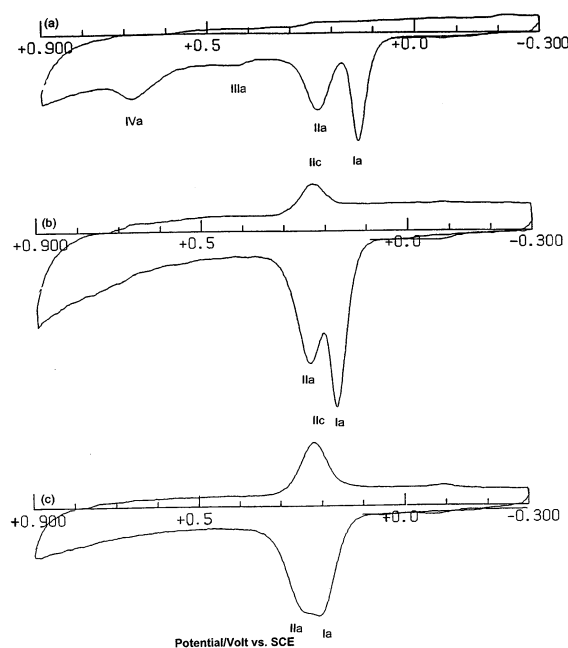 (a)
+0.900 +0.5 +0.0 -0.300
IVa IIIa IIa Ia
IIc
(b)
+0.900 +0.5 +0.0 -0.300
IIa Ia
IIc
(c)
+0.900 +0.5 +0.0 -0.300
IIa Ia
Potential/Volt vs. SCE